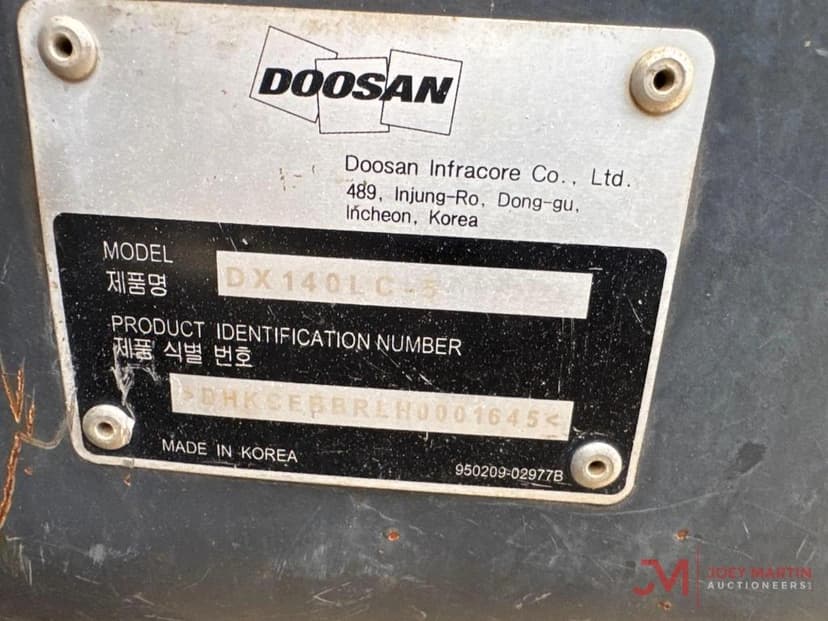 DOOSAN
Doosan Infracore Co., Ltd.
489, Injung-Ro, Dong-gu,
Incheon, Korea
MODEL
제품명
DX140LC-5
PRODUCT IDENTIFICATION NUMBER
제품 식별 번호
>DHKCEBBRLH0001645<
MADE IN KOREA
950209-02977B
JM
JOEY MARTIN
AUCTIONEERS